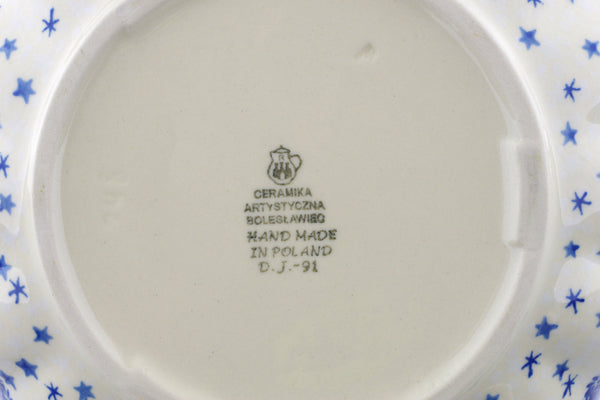 CERAMIKA
ARTYSTYCZNA
BOLESŁAWIEC
HAND MADE
IN POLAND
D.J.-91